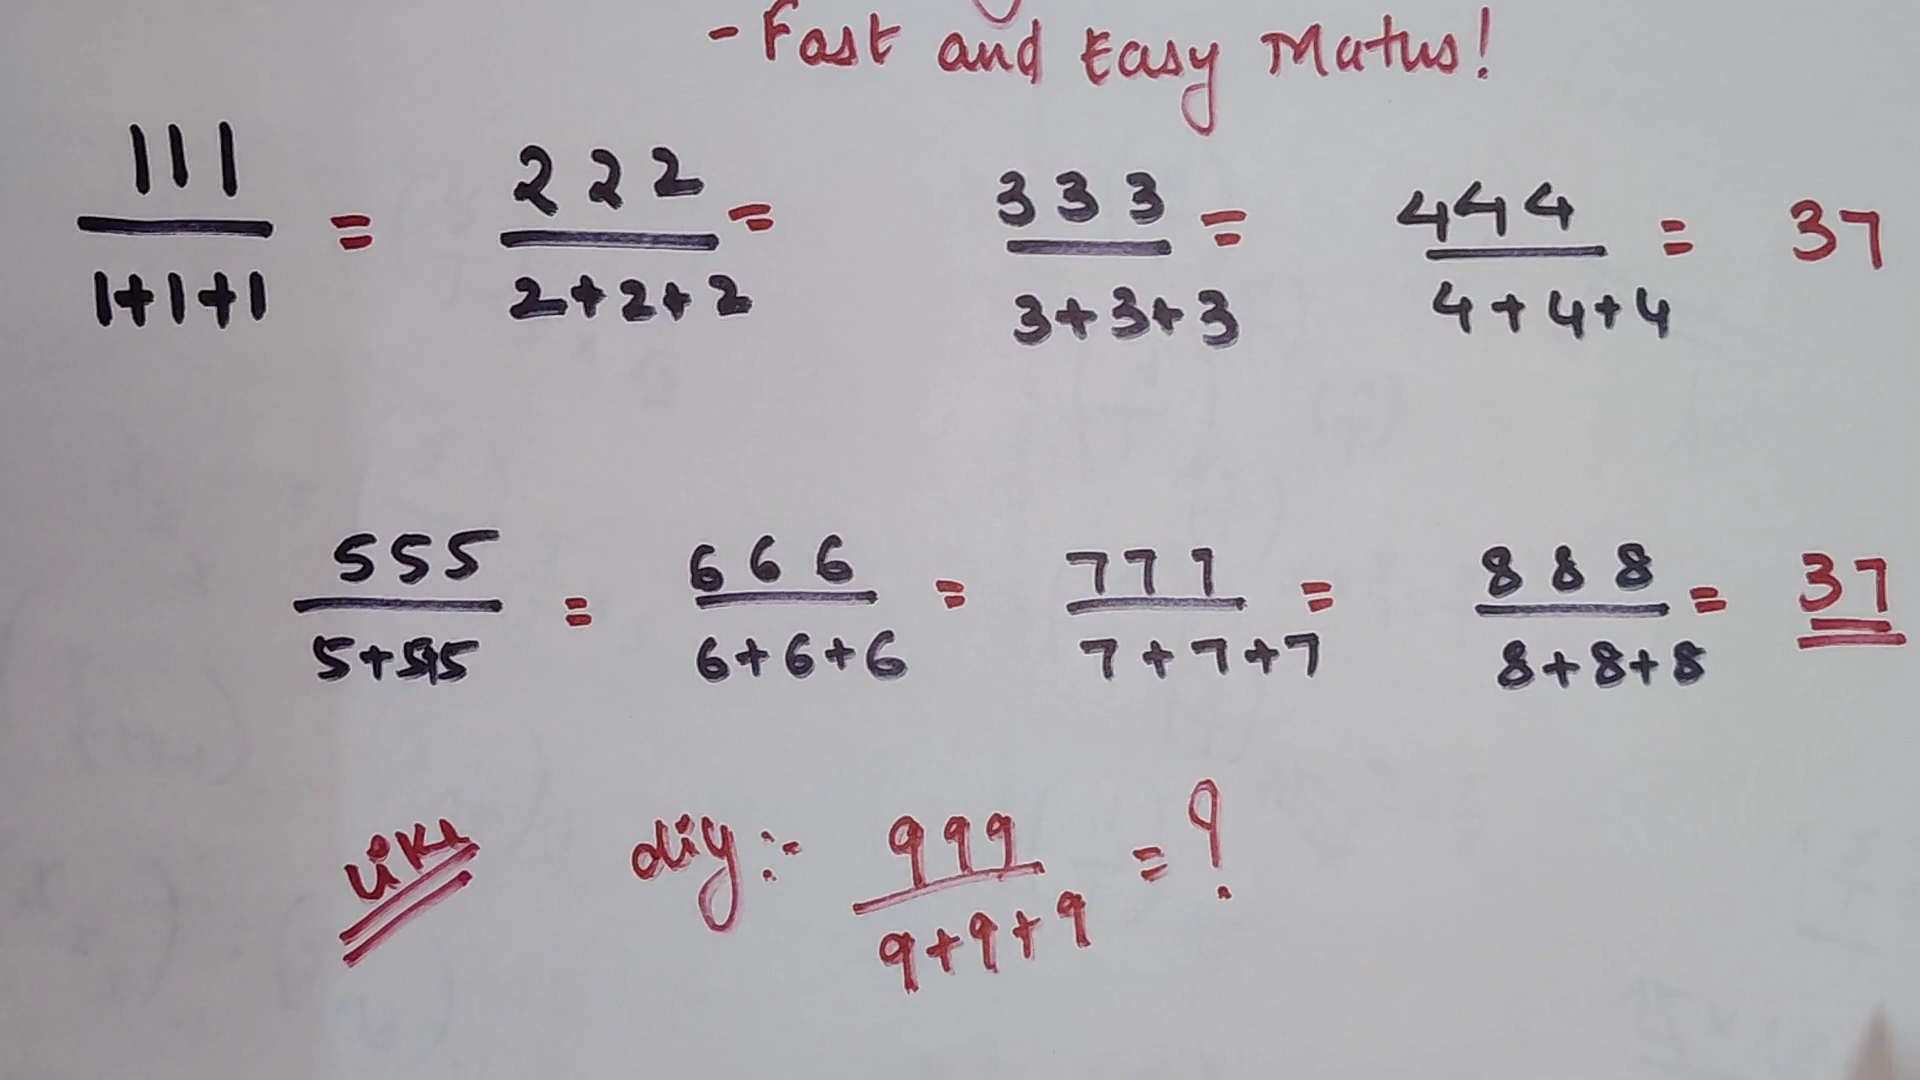 - Fast and Easy Maths!
111 / 1+1+1 = 222 / 2+2+2 = 333 / 3+3+3 = 444 / 4+4+4 = 37
555 / 5+5+5 = 666 / 6+6+6 = 777 / 7+7+7 = 888 / 8+8+8 = 37
diy:- 999 / 9+9+9 = ?